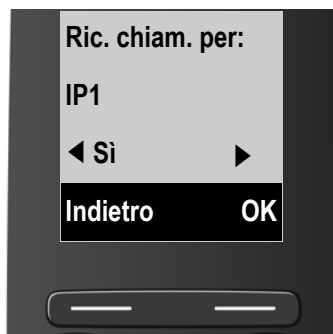 Ric. chiam. per:
IP1
◀ Sì ▶
Indietro OK